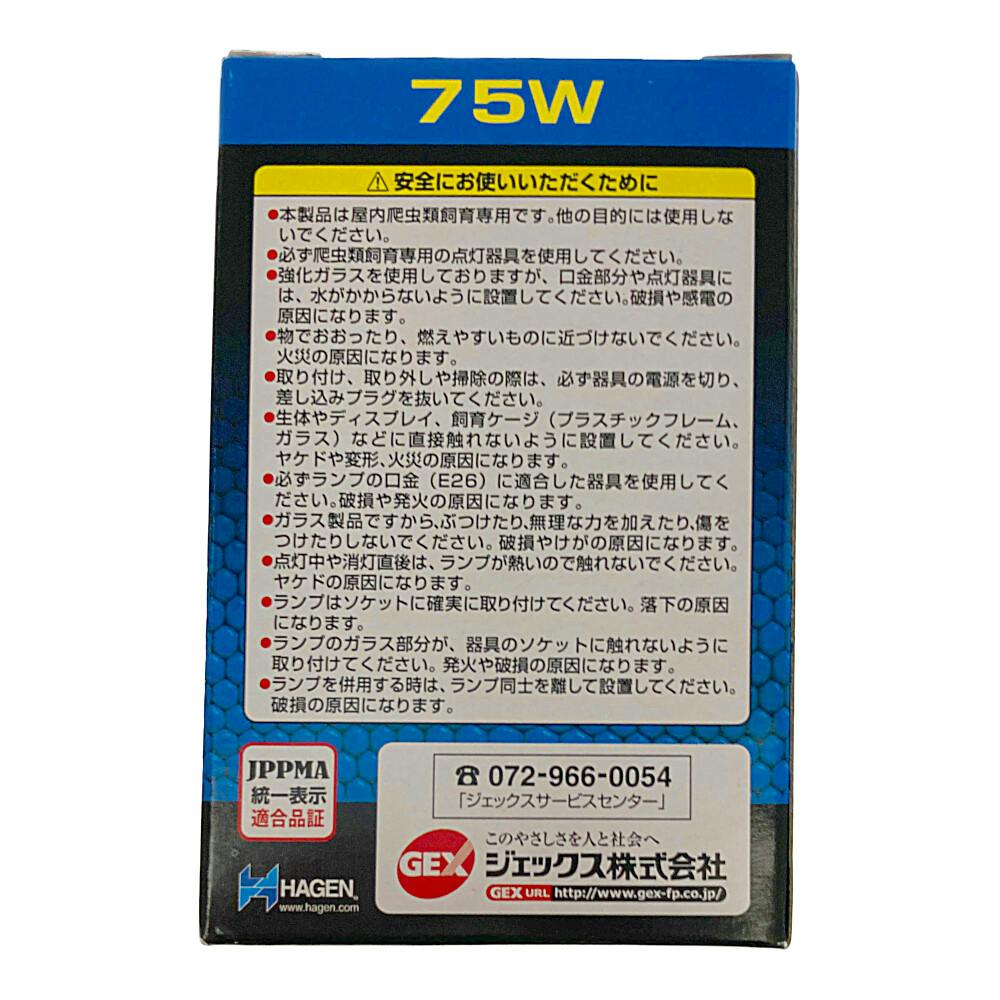 75W
⚠安全にお使いいただくために
●本製品は屋内爬虫類飼育専用です。他の目的には使用しな
いでください。
●必ず爬虫類飼育専用の点灯器具を使用してください。
●強化ガラスを使用しておりますが、口金部分や点灯器具に
は、水がかからないように設置してください。破損や感電の
原因になります。
●物でおおったり、燃えやすいものに近づけないでください。
火災の原因になります。
●取り付け、取り外しや掃除の際は、必ず器具の電源を切り、
差し込みプラグを抜いてください。
●生体やディスプレイ、飼育ケージ（プラスチックフレーム、
ガラス）などに直接触れないように設置してください。
ヤケドや変形、火災の原因になります。
●必ずランプの口金（E26）に適合した器具を使用してく
ださい。破損や発火の原因になります。
●ガラス製品ですから、ぶつけたり、無理な力を加えたり、傷を
つけたりしないでください。破損やけがの原因になります。
●点灯中や消灯直後は、ランプが熱いので触れないでください。
ヤケドの原因になります。
●ランプはソケットに確実に取り付けてください。落下の原因
になります。
●ランプのガラス部分が、器具のソケットに触れないように
取り付けてください。発火や破損の原因になります。
●ランプを併用する時は、ランプ同士を離して設置してください。
破損の原因になります。
JPPMA
統一表示
適合品証
HAGEN®
www.hagen.com
☎072-966-0054
「ジェックスサービスセンター」
このやさしさを人と社会へ
GEX ジェックス株式会社
GEX URL http://www.gex-fp.co.jp/